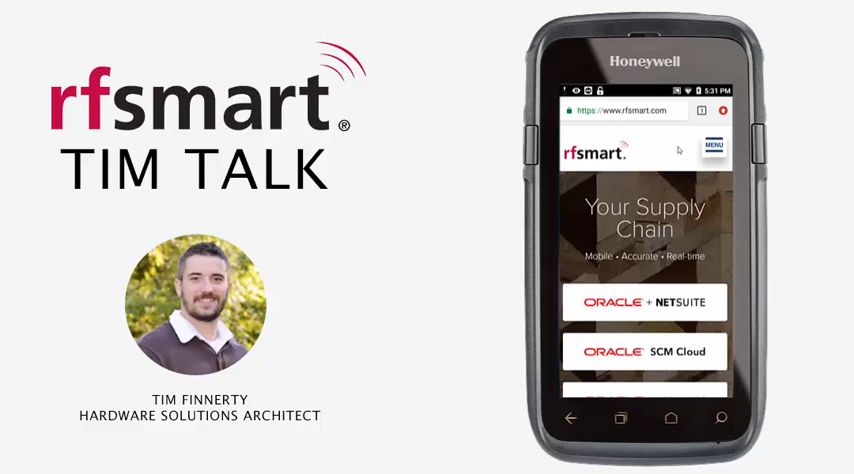 rfsmart®
TIM TALK
TIM FINNERTY
HARDWARE SOLUTIONS ARCHITECT
Honeywell
5:31 PM
https://www.rfsmart.com
1
rfsmart.
MENU
Your Supply
Chain
Mobile • Accurate • Real-time
ORACLE + NETSUITE
ORACLE® SCM Cloud